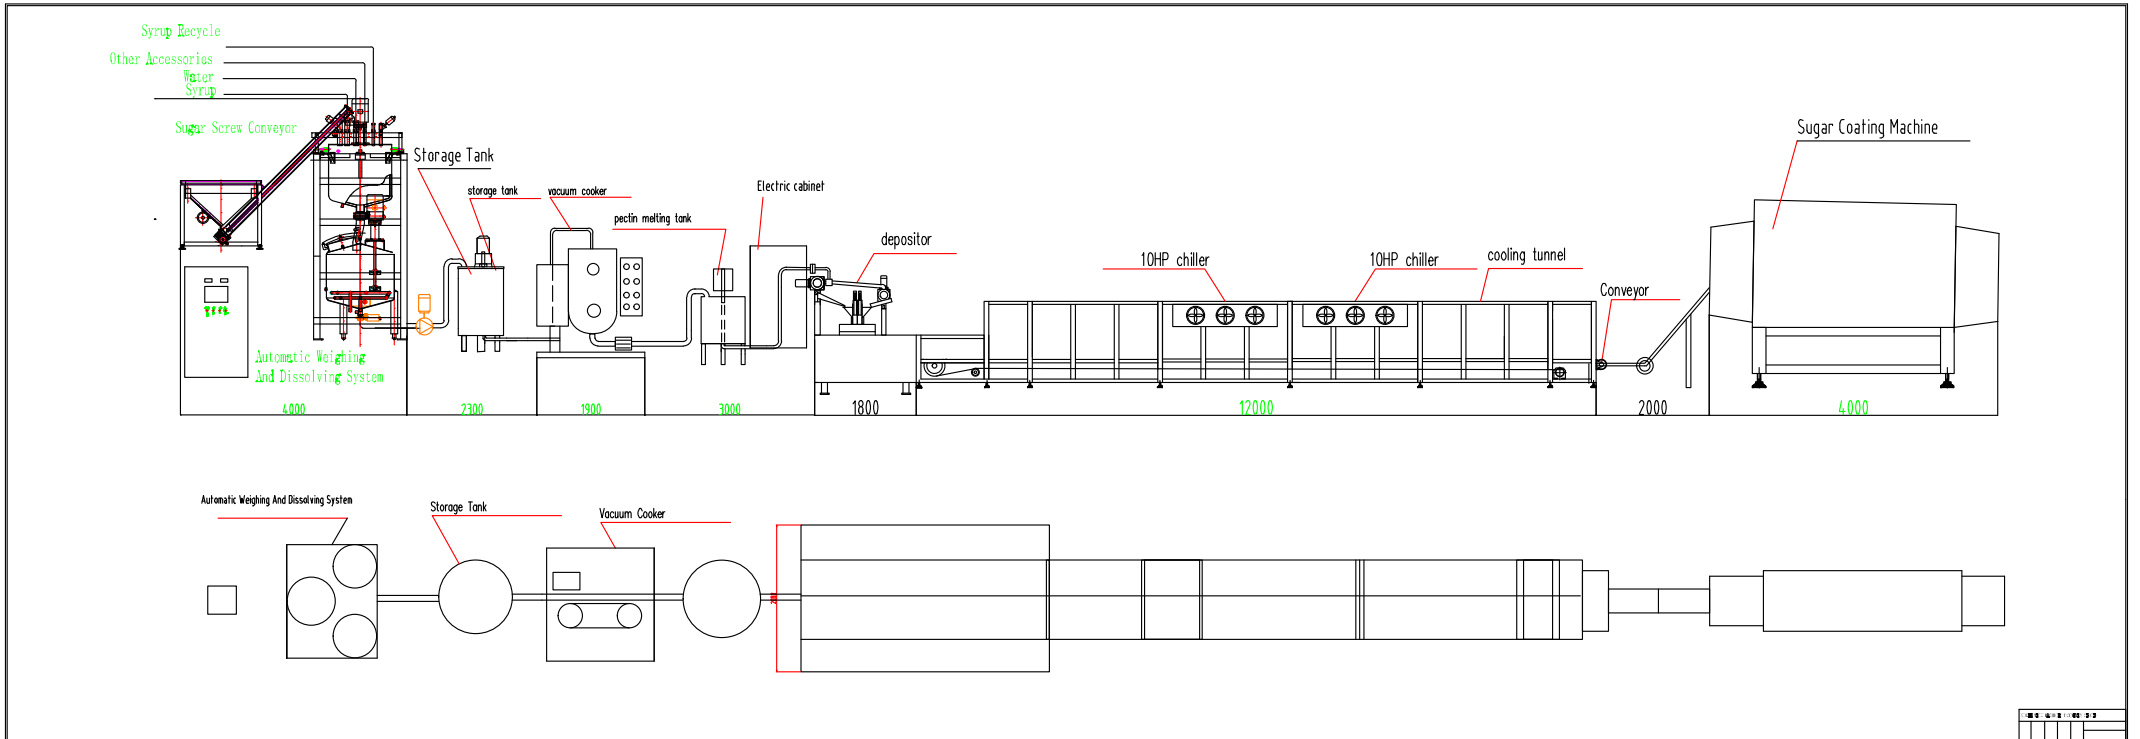 Syrup Recycle
Other Accessories
Water
Syrup
Sugar Screw Conveyor
Storage Tank
storage tank
vacuum cooker
pectin melting tank
Electric cabinet
depositor
10HP chiller
10HP chiller
cooling tunnel
Conveyor
Sugar Coating Machine
Automatic Weighing
And Dissolving System
4000
2300
1900
3000
1800
12000
2000
4000
Automatic Weighing And Dissolving System
Storage Tank
Vacuum Cooker